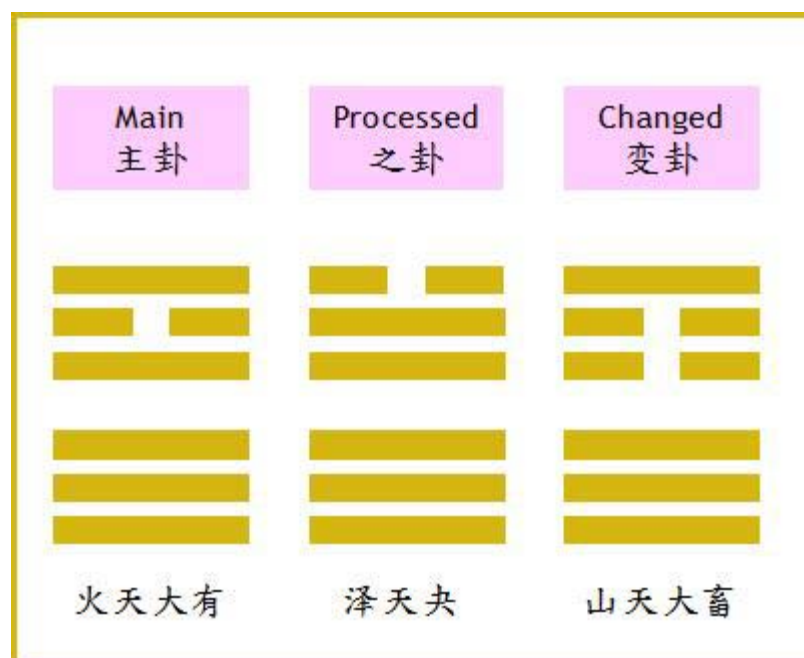 Main
主卦
Processed
之卦
Changed
变卦
火天大有
泽天夬
山天大畜